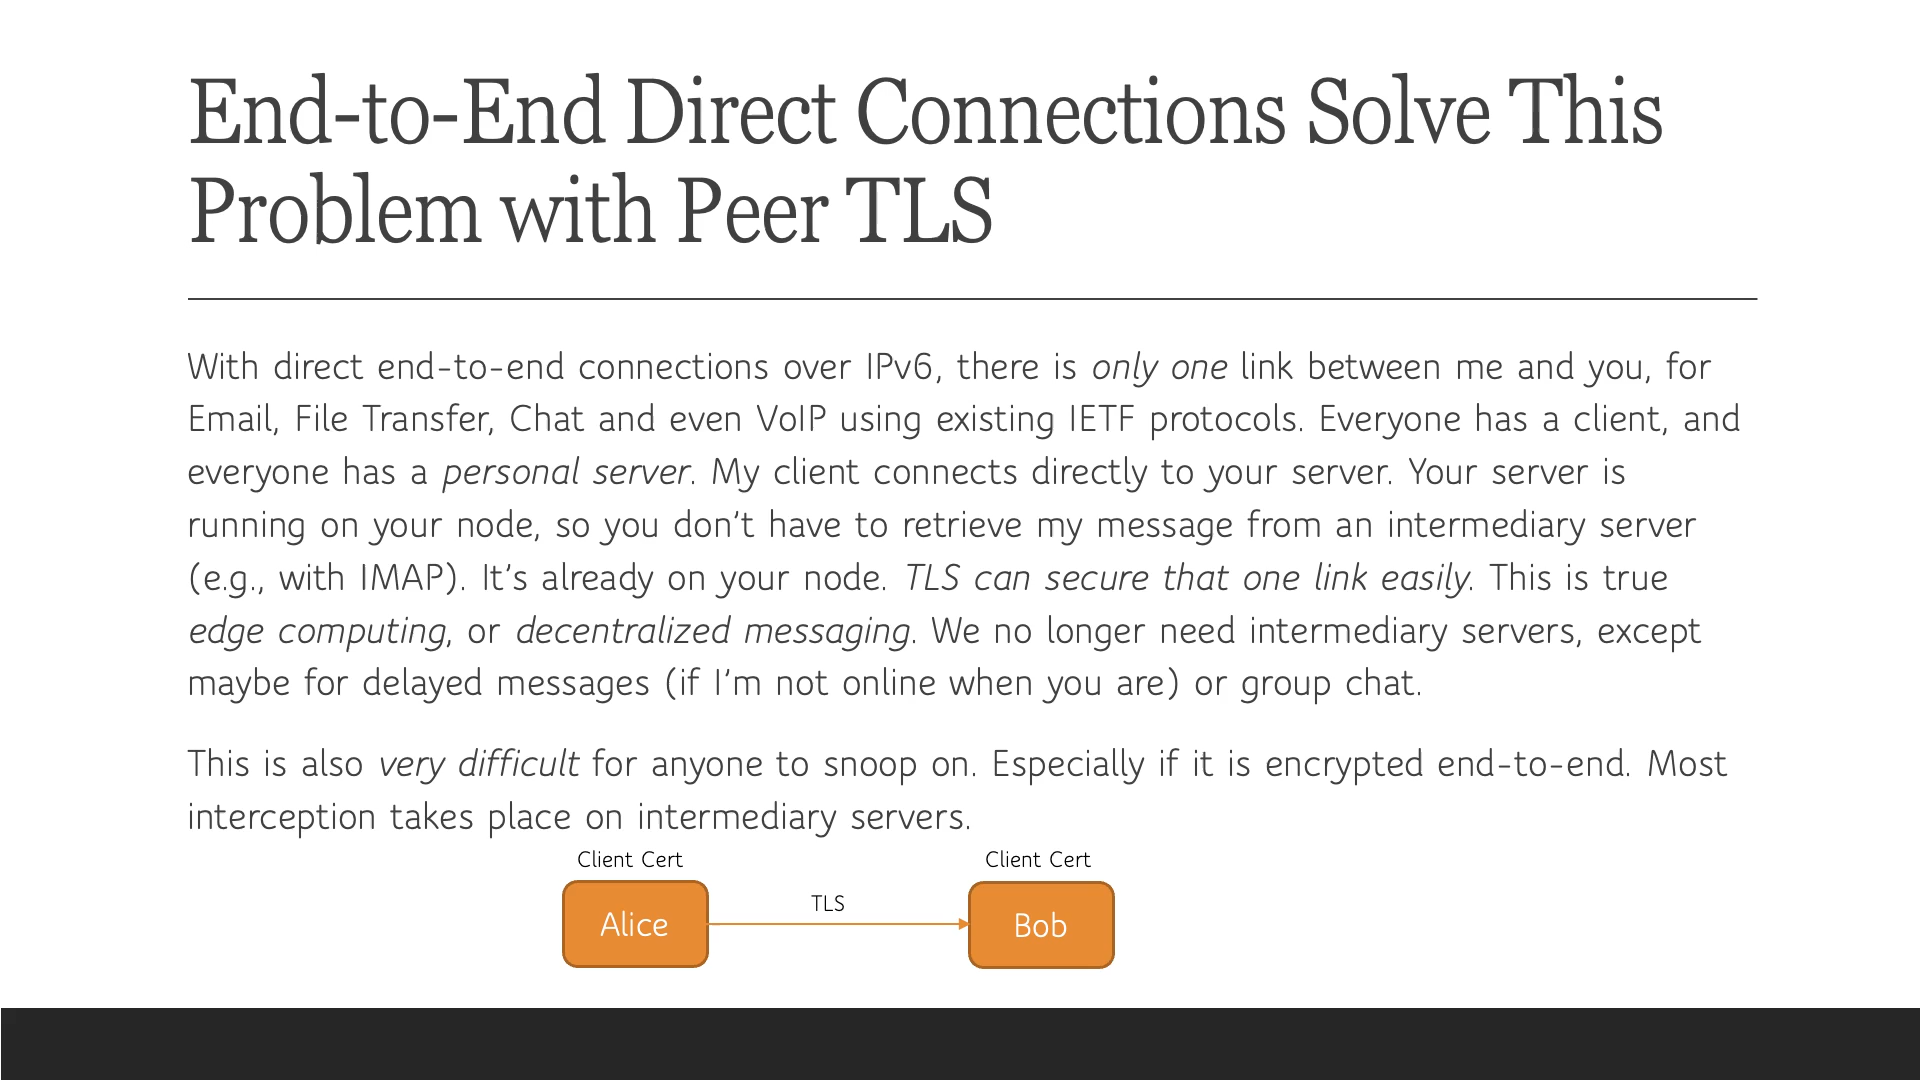 End-to-End Direct Connections Solve This
Problem with Peer TLS
With direct end-to-end connections over IPv6, there is only one link between me and you, for
Email, File Transfer, Chat and even VoIP using existing IETF protocols. Everyone has a client, and
everyone has a personal server. My client connects directly to your server. Your server is
running on your node, so you don’t have to retrieve my message from an intermediary server
(e.g., with IMAP). It’s already on your node. TLS can secure that one link easily. This is true
edge computing, or decentralized messaging. We no longer need intermediary servers, except
maybe for delayed messages (if I’m not online when you are) or group chat.
This is also very difficult for anyone to snoop on. Especially if it is encrypted end-to-end. Most
interception takes place on intermediary servers.
Client Cert
Client Cert
TLS
Alice
Bob